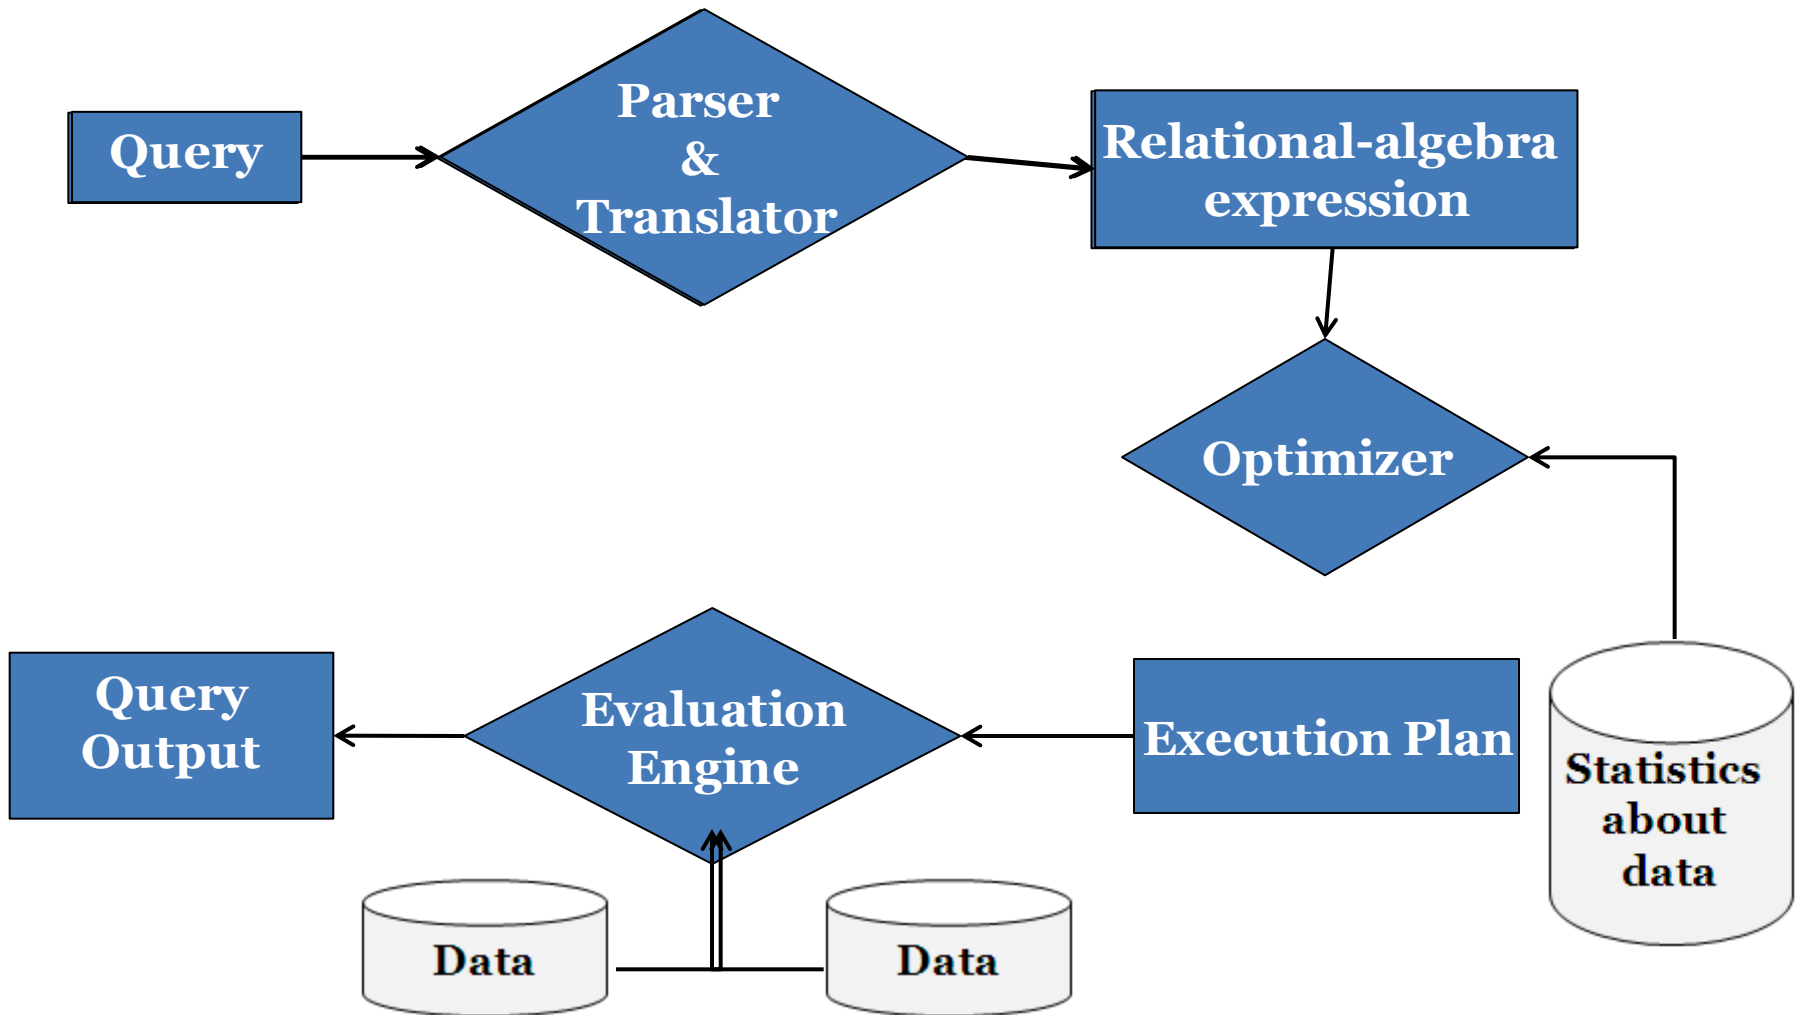 Query
Parser
&
Translator
Relational-algebra
expression
Optimizer
Query
Output
Evaluation
Engine
Execution Plan
Statistics
about
data
Data
Data